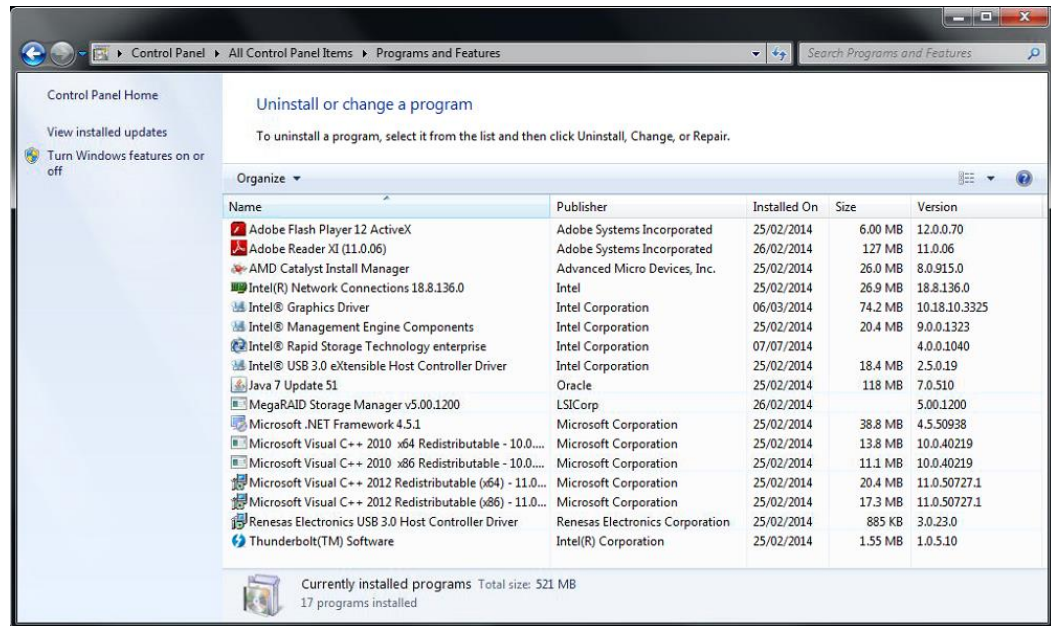 Control Panel ▸ All Control Panel Items ▸ Programs and Features
Search Programs and Features
Control Panel Home
View installed updates
Turn Windows features on or
off
Uninstall or change a program
To uninstall a program, select it from the list and then click Uninstall, Change, or Repair.
Organize
Name Publisher Installed On Size Version
Adobe Flash Player 12 ActiveX Adobe Systems Incorporated 25/02/2014 6.00 MB 12.0.0.70
Adobe Reader XI (11.0.06) Adobe Systems Incorporated 26/02/2014 127 MB 11.0.06
AMD Catalyst Install Manager Advanced Micro Devices, Inc. 25/02/2014 26.0 MB 8.0.915.0
Intel(R) Network Connections 18.8.136.0 Intel 25/02/2014 26.9 MB 18.8.136.0
Intel® Graphics Driver Intel Corporation 06/03/2014 74.2 MB 10.18.10.3325
Intel® Management Engine Components Intel Corporation 25/02/2014 20.4 MB 9.0.0.1323
Intel® Rapid Storage Technology enterprise Intel Corporation 07/07/2014 4.0.0.1040
Intel® USB 3.0 eXtensible Host Controller Driver Intel Corporation 25/02/2014 18.4 MB 2.5.0.19
Java 7 Update 51 Oracle 25/02/2014 118 MB 7.0.510
MegaRAID Storage Manager v5.00.1200 LSICorp 26/02/2014 5.00.1200
Microsoft .NET Framework 4.5.1 Microsoft Corporation 25/02/2014 38.8 MB 4.5.50938
Microsoft Visual C++ 2010 x64 Redistributable - 10.0.... Microsoft Corporation 25/02/2014 13.8 MB 10.0.40219
Microsoft Visual C++ 2010 x86 Redistributable - 10.0.... Microsoft Corporation 25/02/2014 11.1 MB 10.0.40219
Microsoft Visual C++ 2012 Redistributable (x64) - 11.0... Microsoft Corporation 25/02/2014 20.4 MB 11.0.50727.1
Microsoft Visual C++ 2012 Redistributable (x86) - 11.0... Microsoft Corporation 25/02/2014 17.3 MB 11.0.50727.1
Renesas Electronics USB 3.0 Host Controller Driver Renesas Electronics Corporation 25/02/2014 885 KB 3.0.23.0
Thunderbolt(TM) Software Intel(R) Corporation 25/02/2014 1.55 MB 1.0.5.10
Currently installed programs Total size: 521 MB
17 programs installed